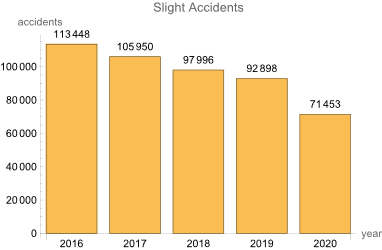 Slight Accidents
accidents
113 448
105 950
97 996
92 898
71 453
100 000
80 000
60 000
40 000
20 000
0
2016 2017 2018 2019 2020
year